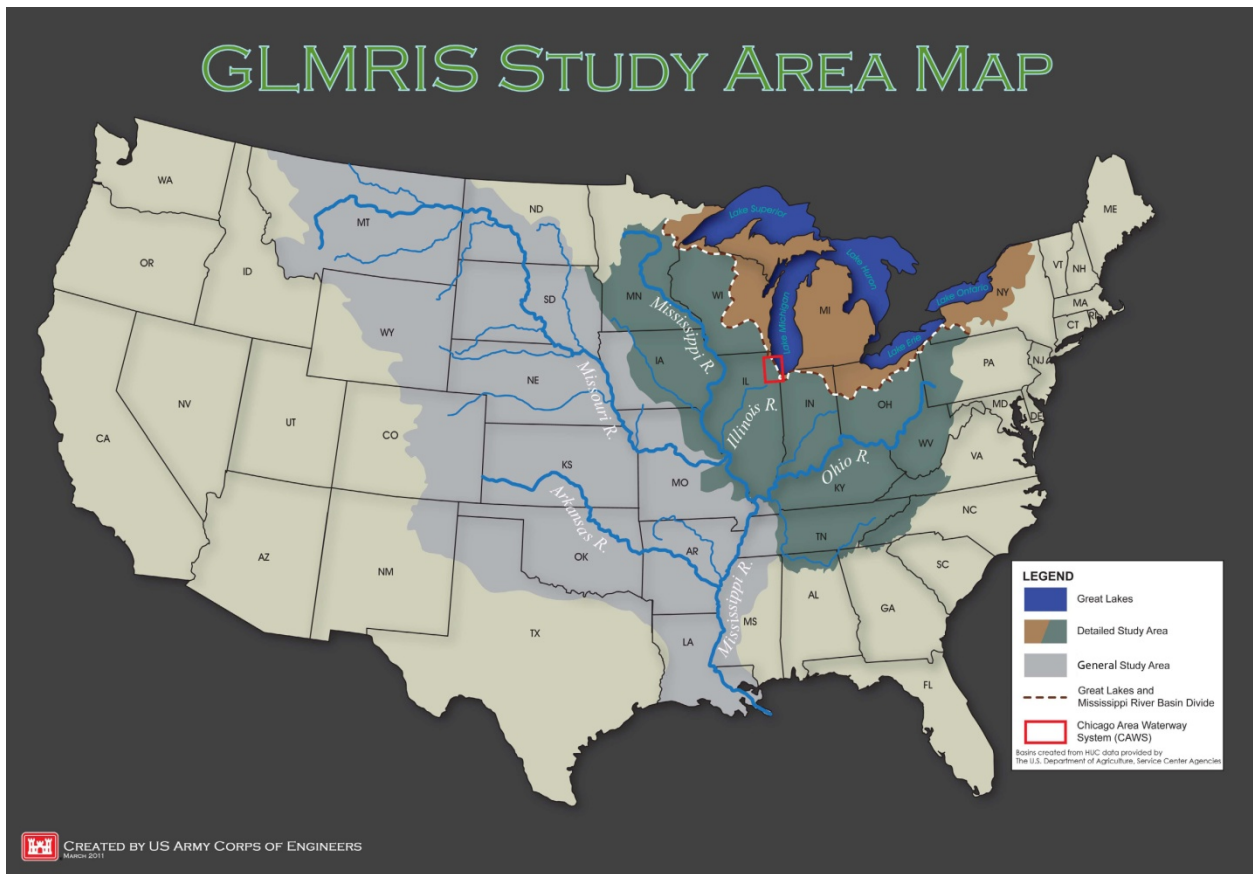 GLMRIS STUDY AREA MAP
WA
MT
ND
ME
OR
ID
MN
Lake Superior
Lake Huron
VT
NH
SD
WI
Lake Michigan
MI
Lake Ontario
NY
MA
WY
Mississippi R.
CT
RI
IA
Lake Erie
PA
NJ
NE
Missouri R.
IL
Illinois R.
IN
OH
MD
DE
NV
UT
CO
WV
VA
CA
KS
MO
Ohio R.
KY
Arkansas R.
NC
TN
AZ
NM
OK
AR
SC
Mississippi R.
MS
AL
GA
TX
LA
FL
LEGEND
Great Lakes
Detailed Study Area
General Study Area
Great Lakes and
Mississippi River Basin Divide
Chicago Area Waterway
System (CAWS)
Basins created from HUC data provided by
The U.S. Department of Agriculture, Service Center Agencies
CREATED BY US ARMY CORPS OF ENGINEERS
MARCH 2011